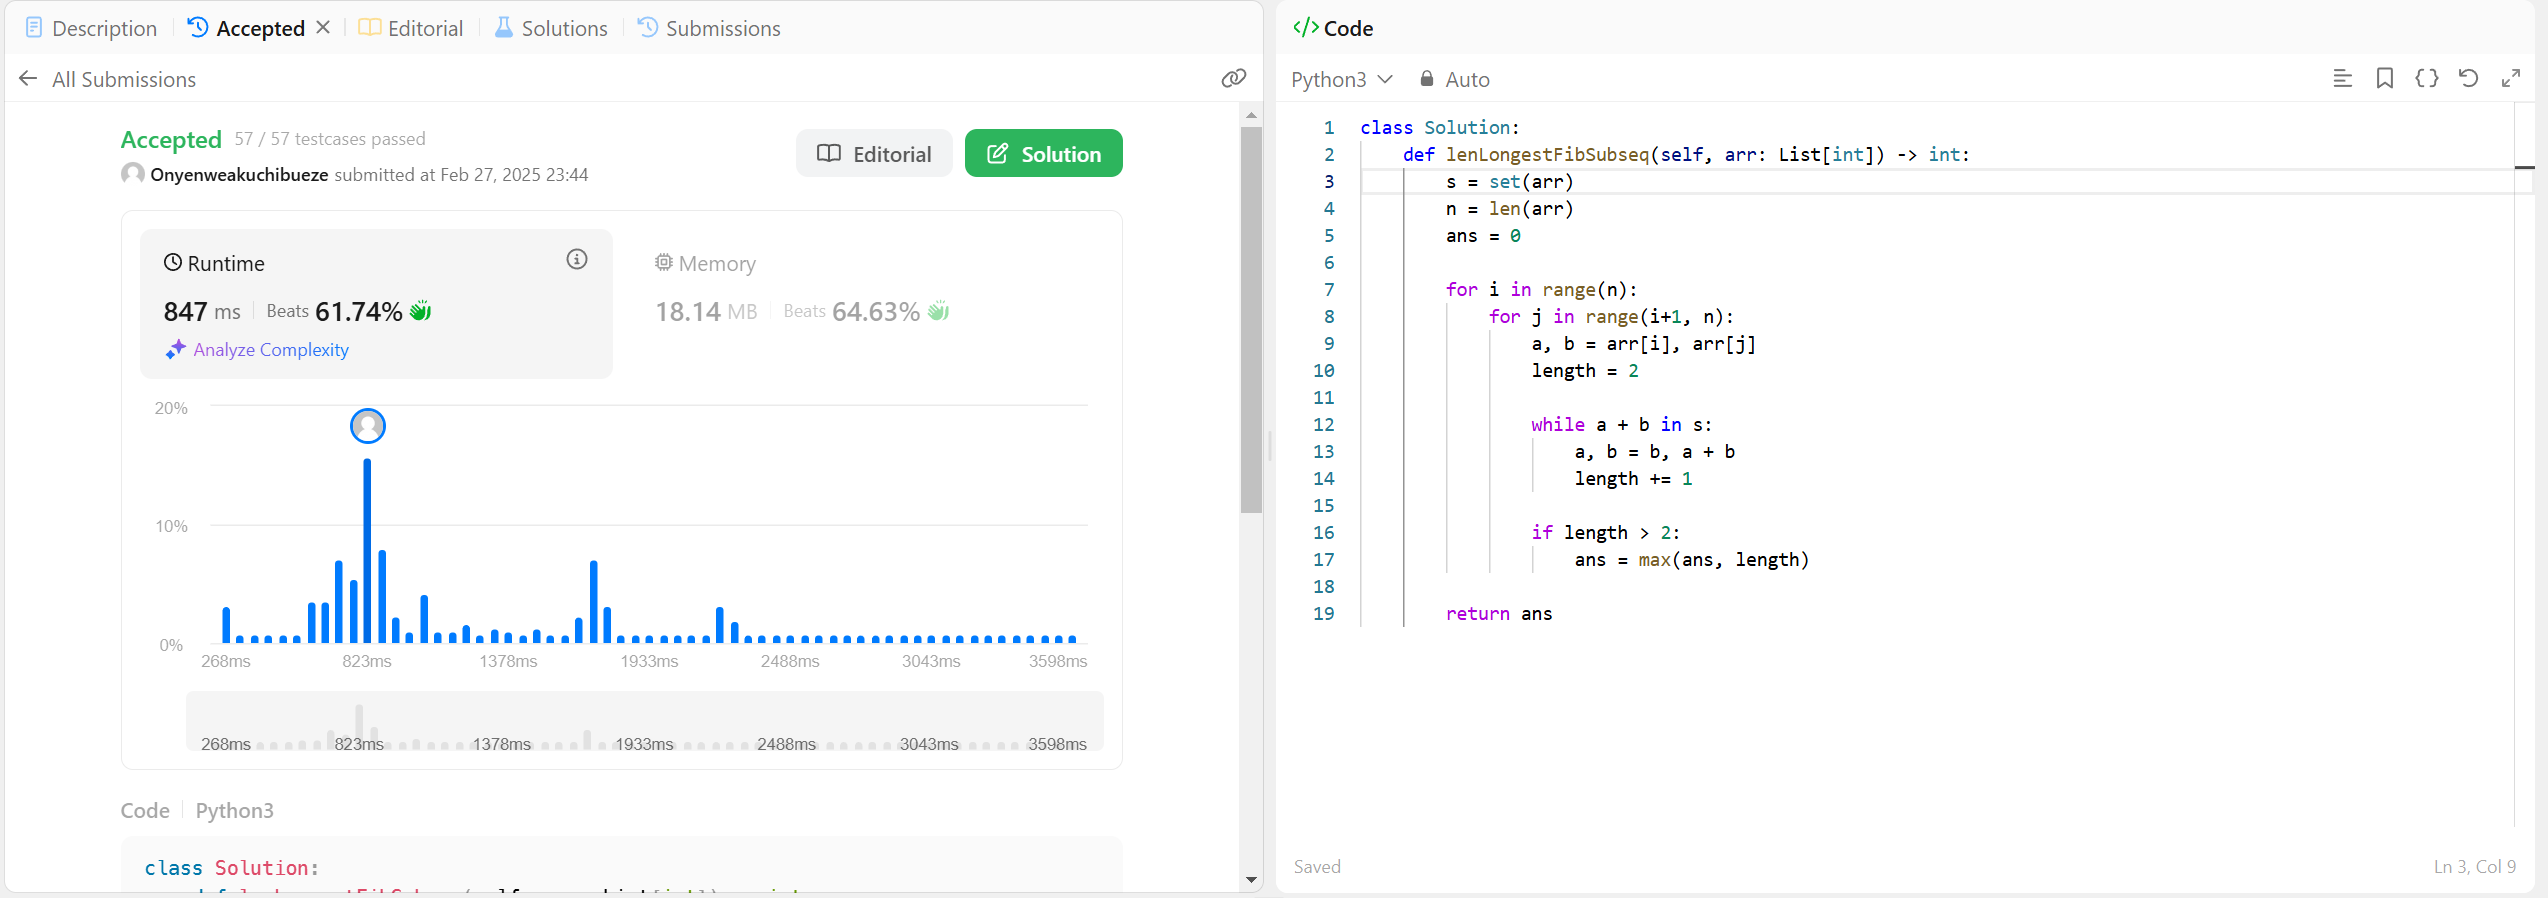 Description
Accepted
Editorial
Solutions
Submissions
All Submissions
Accepted 57 / 57 testcases passed
Onyenweakuchibueze submitted at Feb 27, 2025 23:44
Editorial
Solution
Runtime
847 ms Beats 61.74%
Analyze Complexity
Memory
18.14 MB Beats 64.63%
20%
10%
0%
268ms 823ms 1378ms 1933ms 2488ms 3043ms 3598ms
268ms 823ms 1378ms 1933ms 2488ms 3043ms 3598ms
Code Python3
class Solution:
Code
Python3 Auto
1 class Solution:
2 def lenLongestFibSubseq(self, arr: List[int]) -> int:
3 s = set(arr)
4 n = len(arr)
5 ans = 0
6
7 for i in range(n):
8 for j in range(i+1, n):
9 a, b = arr[i], arr[j]
10 length = 2
11
12 while a + b in s:
13 a, b = b, a + b
14 length += 1
15
16 if length > 2:
17 ans = max(ans, length)
18
19 return ans
Saved
Ln 3, Col 9